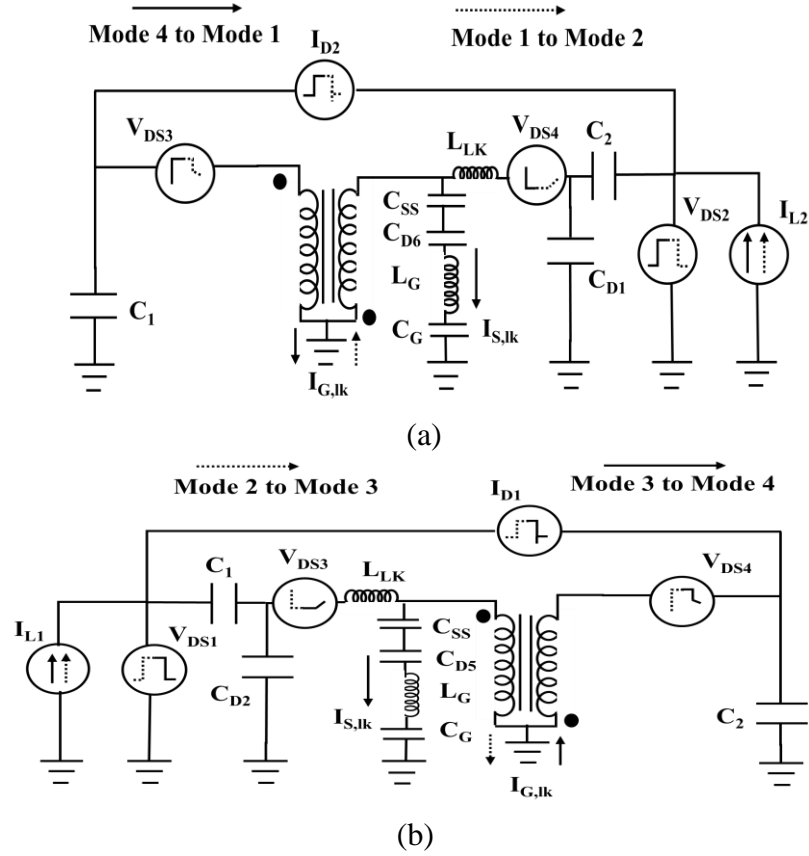 Mode 4 to Mode 1
I_D2
Mode 1 to Mode 2
V_DS3
L_LK
V_DS4
C_2
C_SS
C_D6
L_G
C_G
I_S,lk
C_D1
V_DS2
I_L2
C_1
I_G,lk
(a)
Mode 2 to Mode 3
I_D1
Mode 3 to Mode 4
C_1
V_DS3
L_LK
V_DS4
I_L1
V_DS1
C_SS
C_D5
C_D2
L_G
I_S,lk
C_G
C_2
I_G,lk
(b)